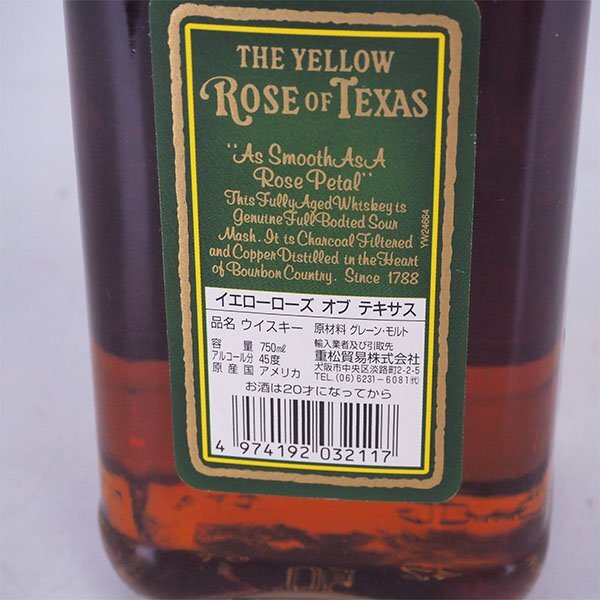 THE YELLOW
ROSE OF TEXAS
"As Smooth As A
Rose Petal"
This Fully Aged Whiskey is
Genuine Full Bodied Sour
Mash. It is Charcoal Filtered
and Copper Distilled in the Heart
of Bourbon Country. Since 1788
YW24664
イエローローズ オブ テキサス
品名 ウイスキー 原材料 グレーン・モルト
容 量 750㎖ 輸入業者及び引取先
アルコール分 45度 重松貿易株式会社
原産国 アメリカ 大阪市中央区淡路町2-2-5
TEL.(06)6231-6081㈹
お酒は20才になってから
4 974192 032117